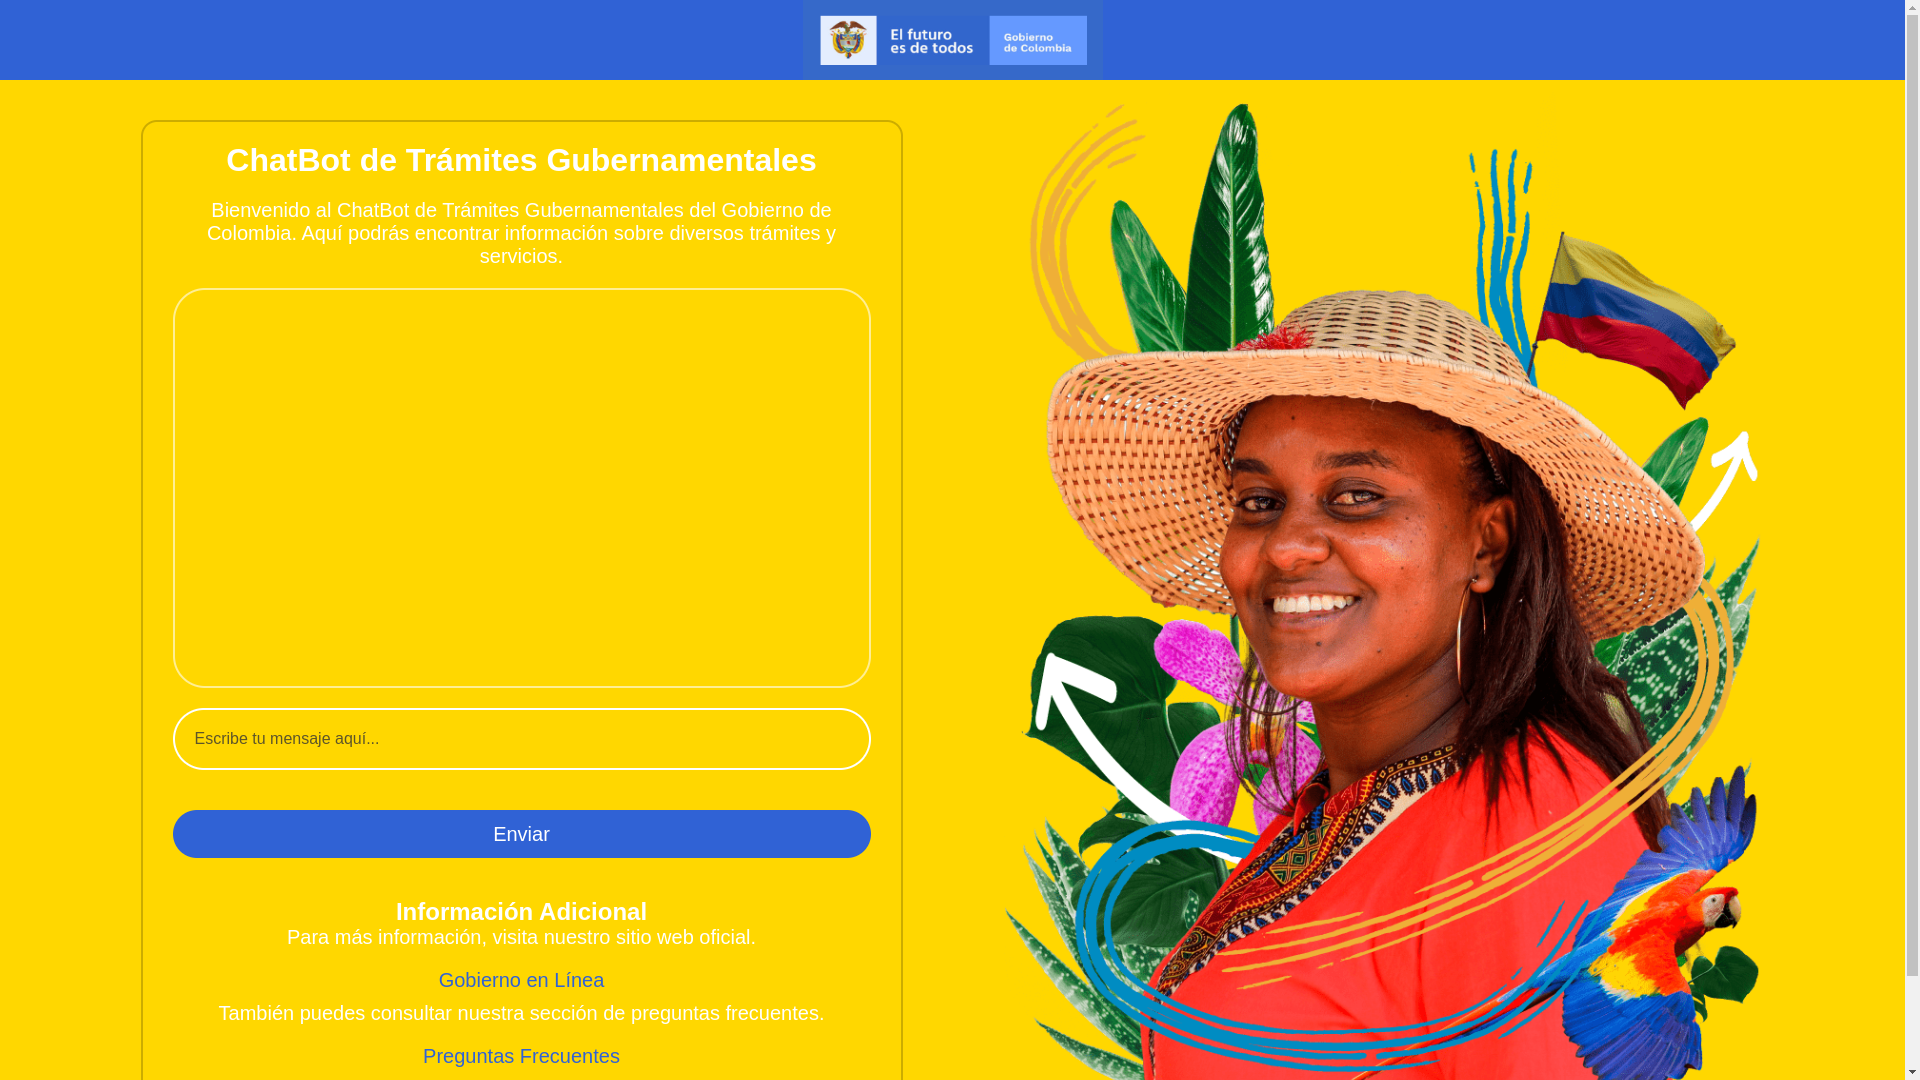 El futuro
es de todos
Gobierno
de Colombia
ChatBot de Trámites Gubernamentales
Bienvenido al ChatBot de Trámites Gubernamentales del Gobierno de
Colombia. Aquí podrás encontrar información sobre diversos trámites y
servicios.
Escribe tu mensaje aquí...
Enviar
Información Adicional
Para más información, visita nuestro sitio web oficial.
Gobierno en Línea
También puedes consultar nuestra sección de preguntas frecuentes.
Preguntas Frecuentes